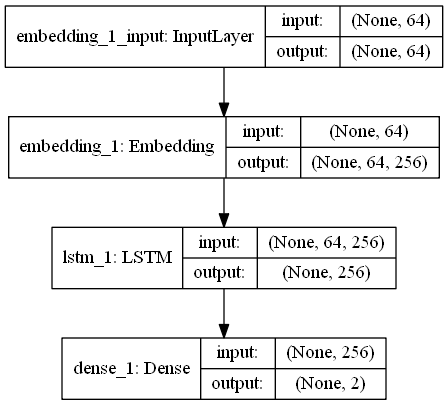 embedding_1_input: InputLayer
input: (None, 64)
output: (None, 64)
embedding_1: Embedding
input: (None, 64)
output: (None, 64, 256)
lstm_1: LSTM
input: (None, 64, 256)
output: (None, 256)
dense_1: Dense
input: (None, 256)
output: (None, 2)